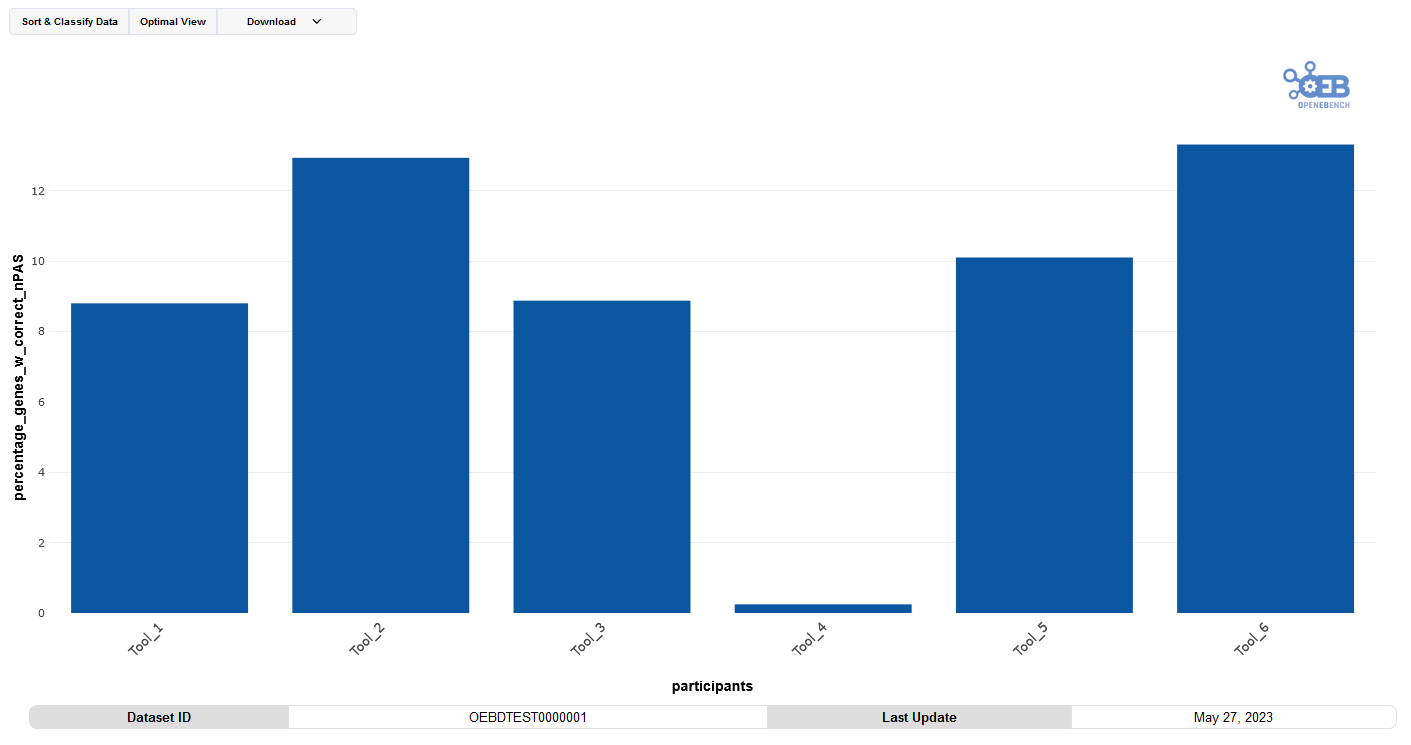 Sort & Classify Data Optimal View Download
OEB
OPENEBENCH
percentage_genes_w_correct_nPAS
12
10
8
6
4
2
0
Tool_1 Tool_2 Tool_3 Tool_4 Tool_5 Tool_6
participants
Dataset ID OEBDTEST0000001 Last Update May 27, 2023